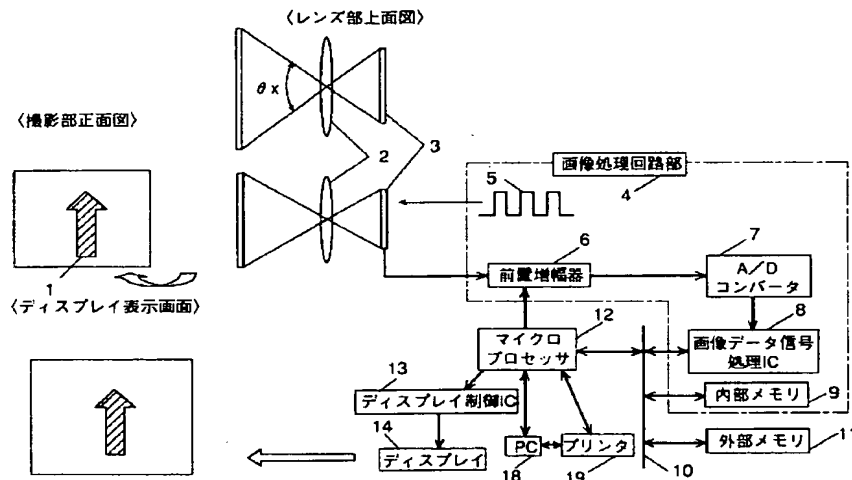 〈レンズ部上面図〉
θx
〈撮影部正面図〉
2
3
画像処理回路部
5
4
6
7
前置増幅器
A/D
コンバータ
1
〈ディスプレイ表示画面〉
12
8
マイクロ
プロセッサ
画像データ信号
処理IC
13
ディスプレイ制御IC
内部メモリ
9
14
ディスプレイ
PC
プリンタ
外部メモリ
11
18
19
10